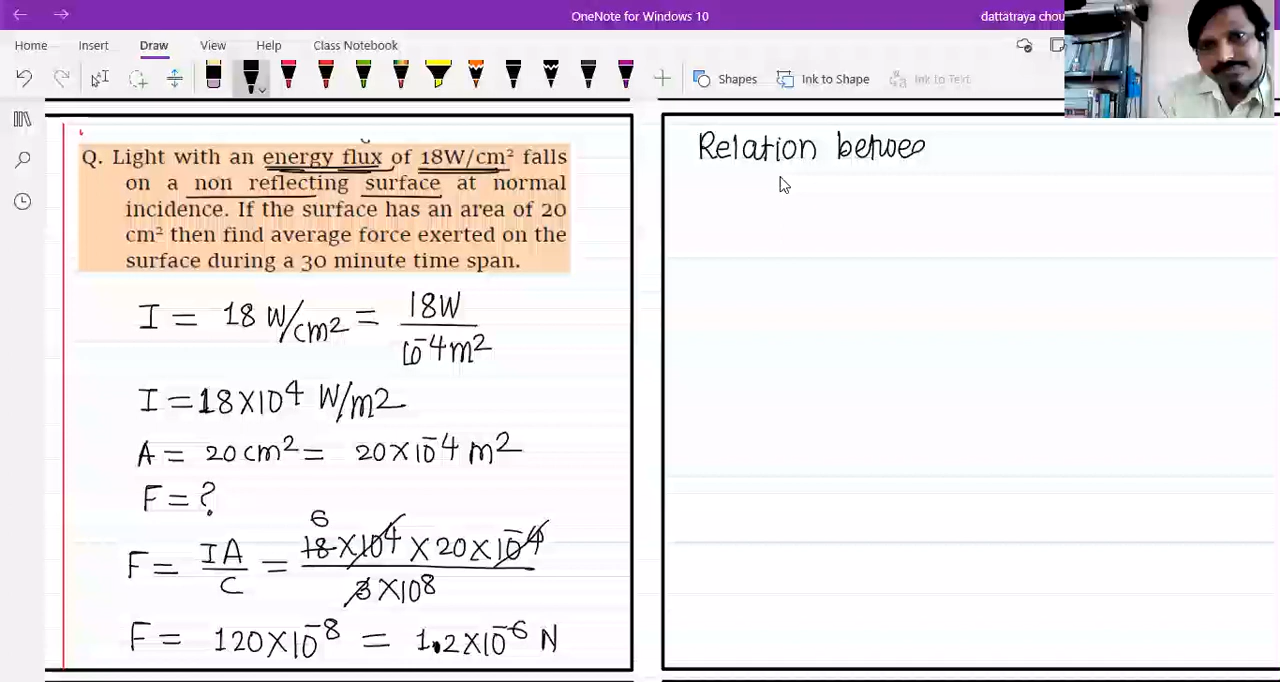 OneNote for Windows 10
dattatraya chou
Home Insert Draw View Help Class Notebook
Shapes Ink to Shape Ink to Text
Q. Light with an energy flux of 18W/cm² falls
on a non reflecting surface at normal
incidence. If the surface has an area of 20
cm² then find average force exerted on the
surface during a 30 minute time span.
I = 18 W/cm2 = 18W / 10⁻⁴m2
I = 18×10⁴ W/m2
A = 20cm² = 20×10⁻⁴ m2
F = ?
6
F = IA/C = 18×10⁴ × 20×10⁻⁴ / 3×10⁸
F = 120×10⁻⁸ = 1.2×10⁻⁶ N
Relation betwee